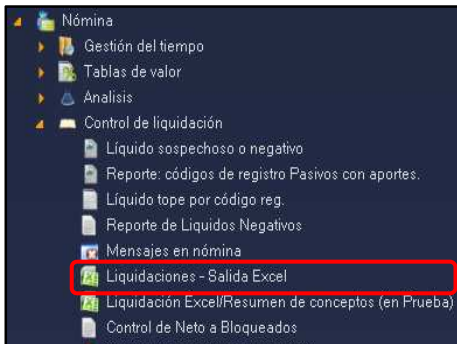 Nómina
Gestión del tiempo
Tablas de valor
Analisis
Control de liquidación
Líquido sospechoso o negativo
Reporte: códigos de registro Pasivos con aportes.
Líquido tope por código reg.
Reporte de Liquidos Negativos
Mensajes en nómina
Liquidaciones - Salida Excel
Liquidación Excel/Resumen de conceptos (en Prueba)
Control de Neto a Bloqueados